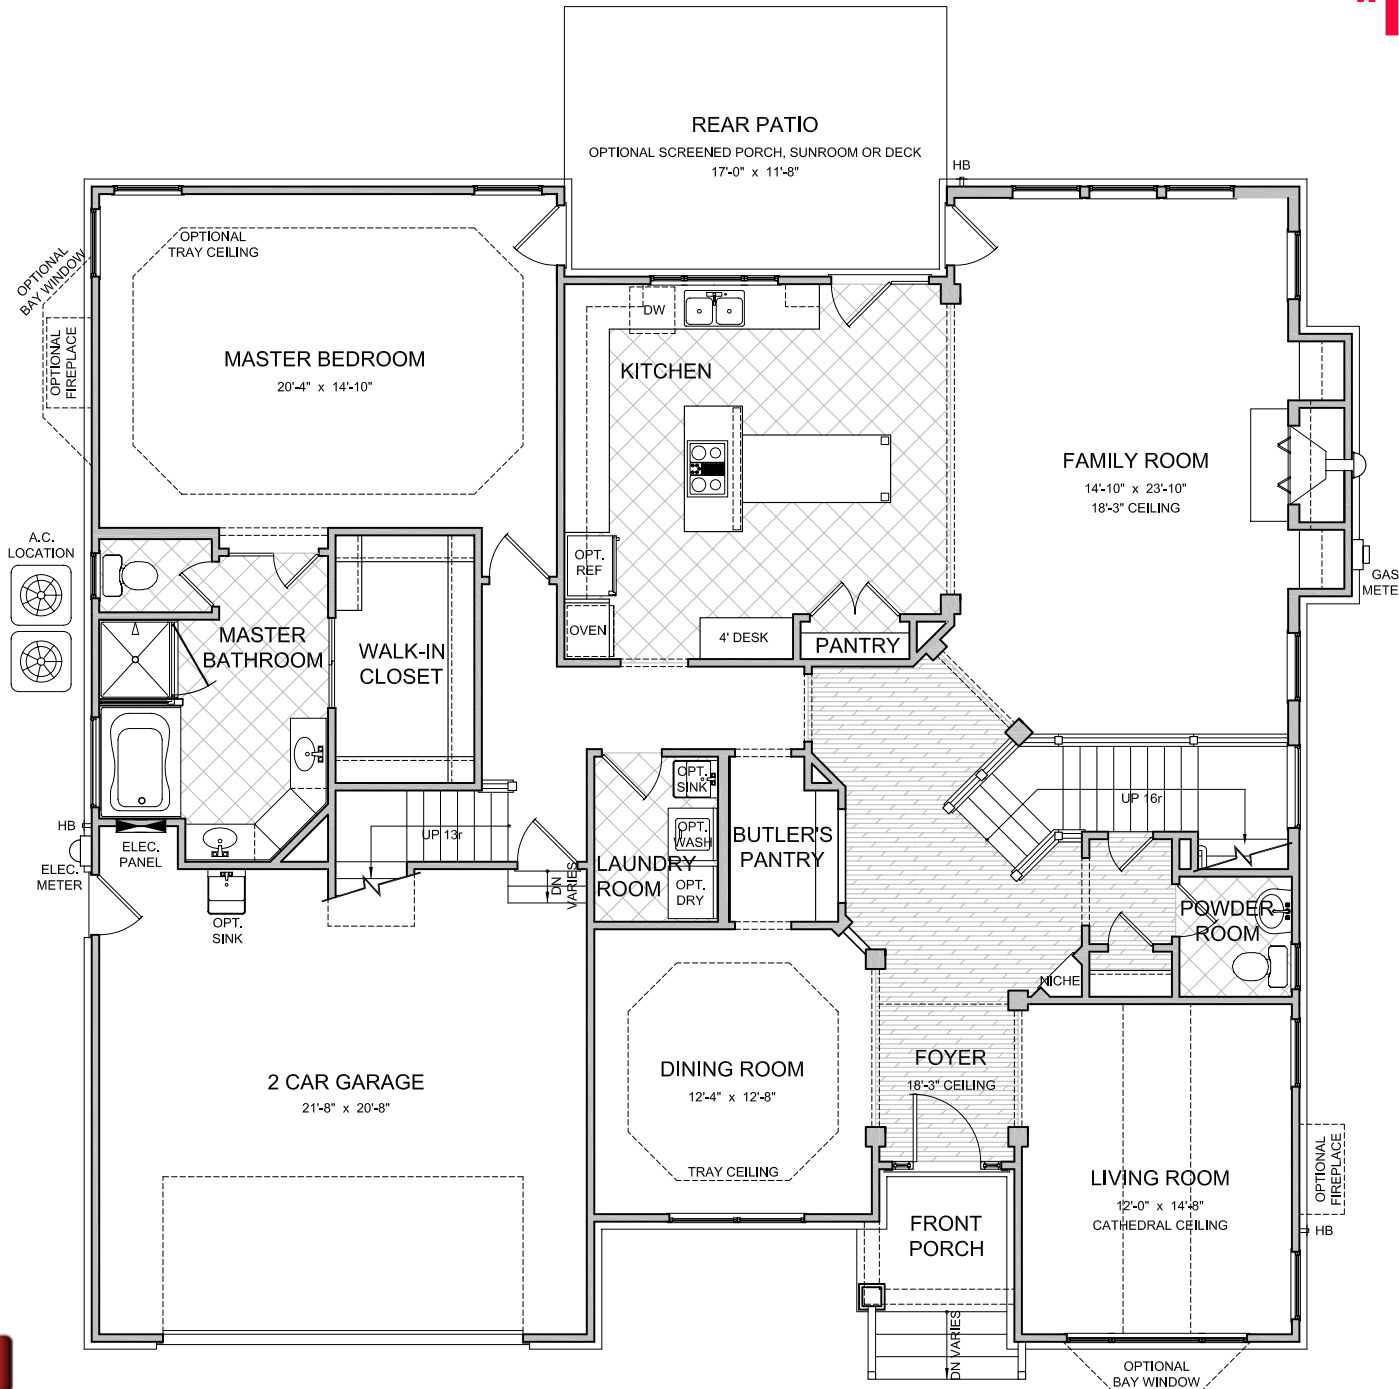 REAR PATIO
OPTIONAL SCREENED PORCH, SUNROOM OR DECK
17'-0" x 11'-8"
HB
OPTIONAL
TRAY CEILING
OPTIONAL
BAY WINDOW
OPTIONAL
FIREPLACE
MASTER BEDROOM
20'-4" x 14'-10"
DW
KITCHEN
FAMILY ROOM
14'-10" x 23'-10"
18'-3" CEILING
A.C.
LOCATION
OPT.
REF
GAS
METE
OVEN
4' DESK
PANTRY
MASTER
BATHROOM
WALK-IN
CLOSET
OPT.
SINK
UP 16r
HB
ELEC.
PANEL
UP 13r
OPT.
WASH
BUTLER'S
PANTRY
ELEC.
METER
DN
VARIES
LAUNDRY
ROOM
OPT.
DRY
OPT.
SINK
POWDER
ROOM
NICHE
2 CAR GARAGE
21'-8" x 20'-8"
DINING ROOM
12'-4" x 12'-8"
TRAY CEILING
FOYER
18'-3" CEILING
LIVING ROOM
12'-0" x 14'-8"
CATHEDRAL CEILING
OPTIONAL
FIREPLACE
HB
FRONT
PORCH
DN VARIES
OPTIONAL
BAY WINDOW